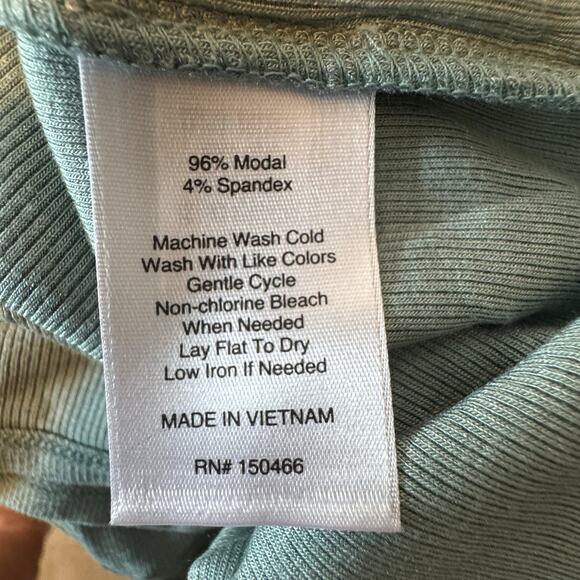 96% Modal
4% Spandex
Machine Wash Cold
Wash With Like Colors
Gentle Cycle
Non-chlorine Bleach
When Needed
Lay Flat To Dry
Low Iron If Needed
MADE IN VIETNAM
RN# 150466